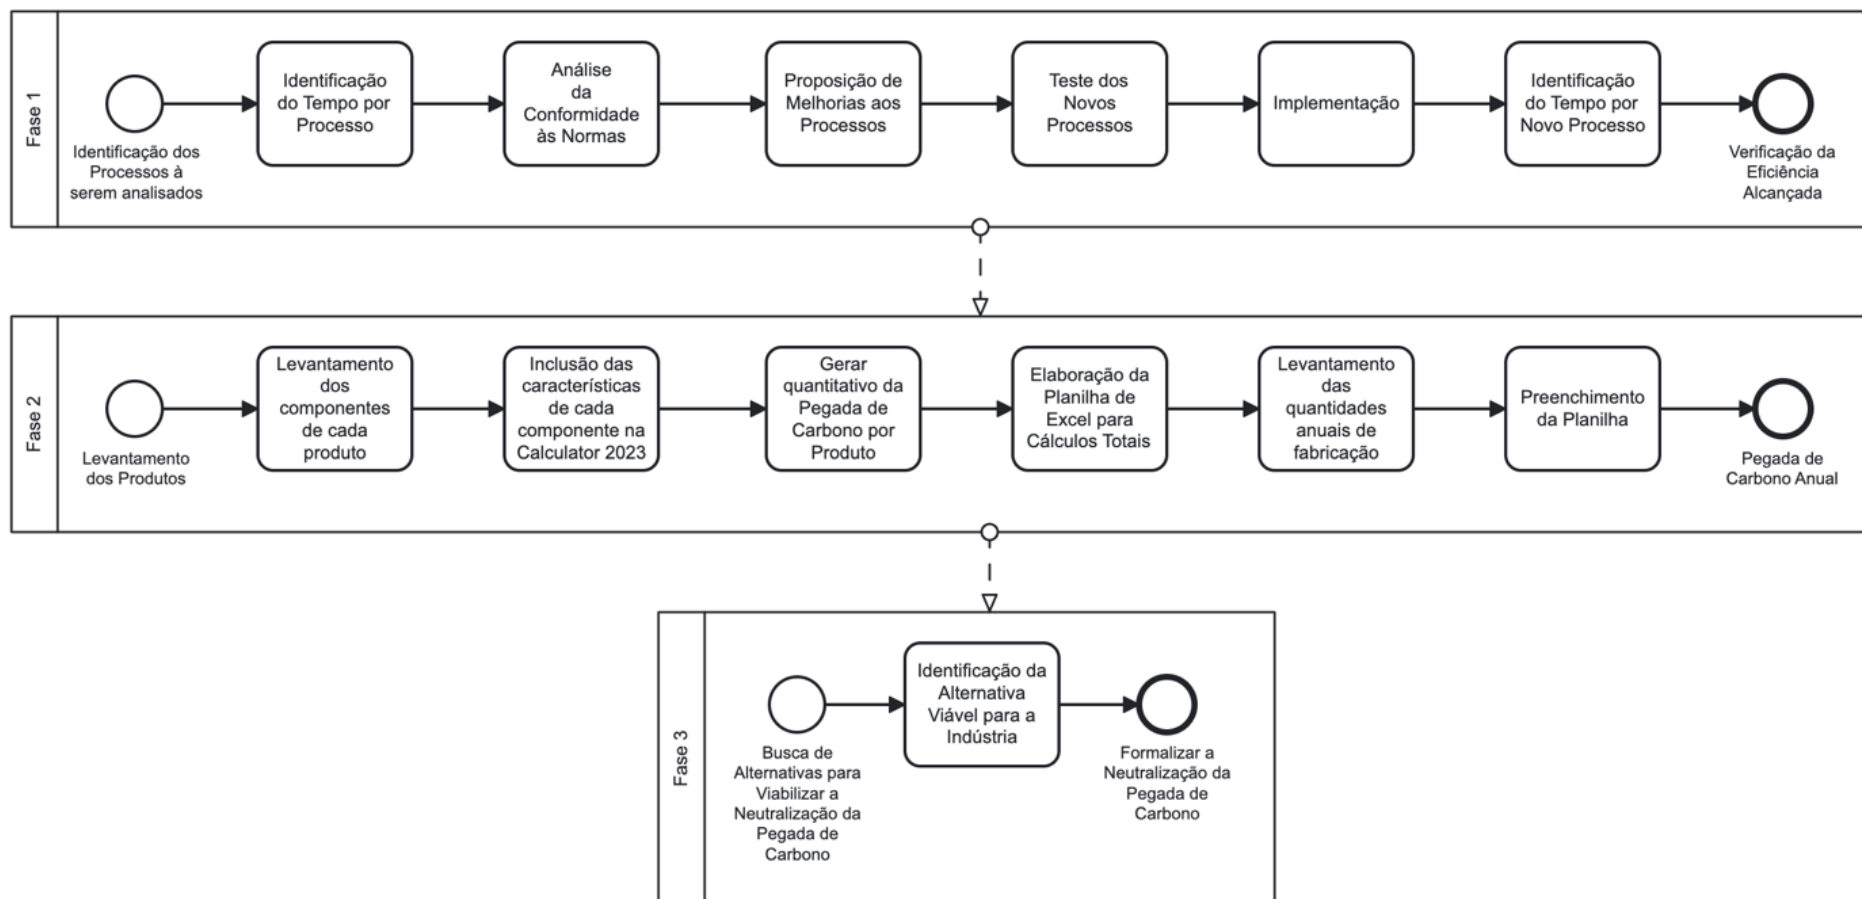 Fase 1
Identificação dos
Processos à
serem analisados
Identificação
do Tempo por
Processo
Análise
da
Conformidade
às Normas
Proposição de
Melhorias aos
Processos
Teste dos
Novos
Processos
Implementação
Identificação
do Tempo por
Novo Processo
Verificação da
Eficiência
Alcançada
Fase 2
Levantamento
dos Produtos
Levantamento
dos
componentes
de cada
produto
Inclusão das
características
de cada
componente na
Calculator 2023
Gerar
quantitativo da
Pegada de
Carbono por
Produto
Elaboração da
Planilha de
Excel para
Cálculos Totais
Levantamento
das
quantidades
anuais de
fabricação
Preenchimento
da Planilha
Pegada de
Carbono Anual
Fase 3
Busca de
Alternativas para
Viabilizar a
Neutralização da
Pegada de
Carbono
Identificação da
Alternativa
Viável para a
Indústria
Formalizar a
Neutralização da
Pegada de
Carbono